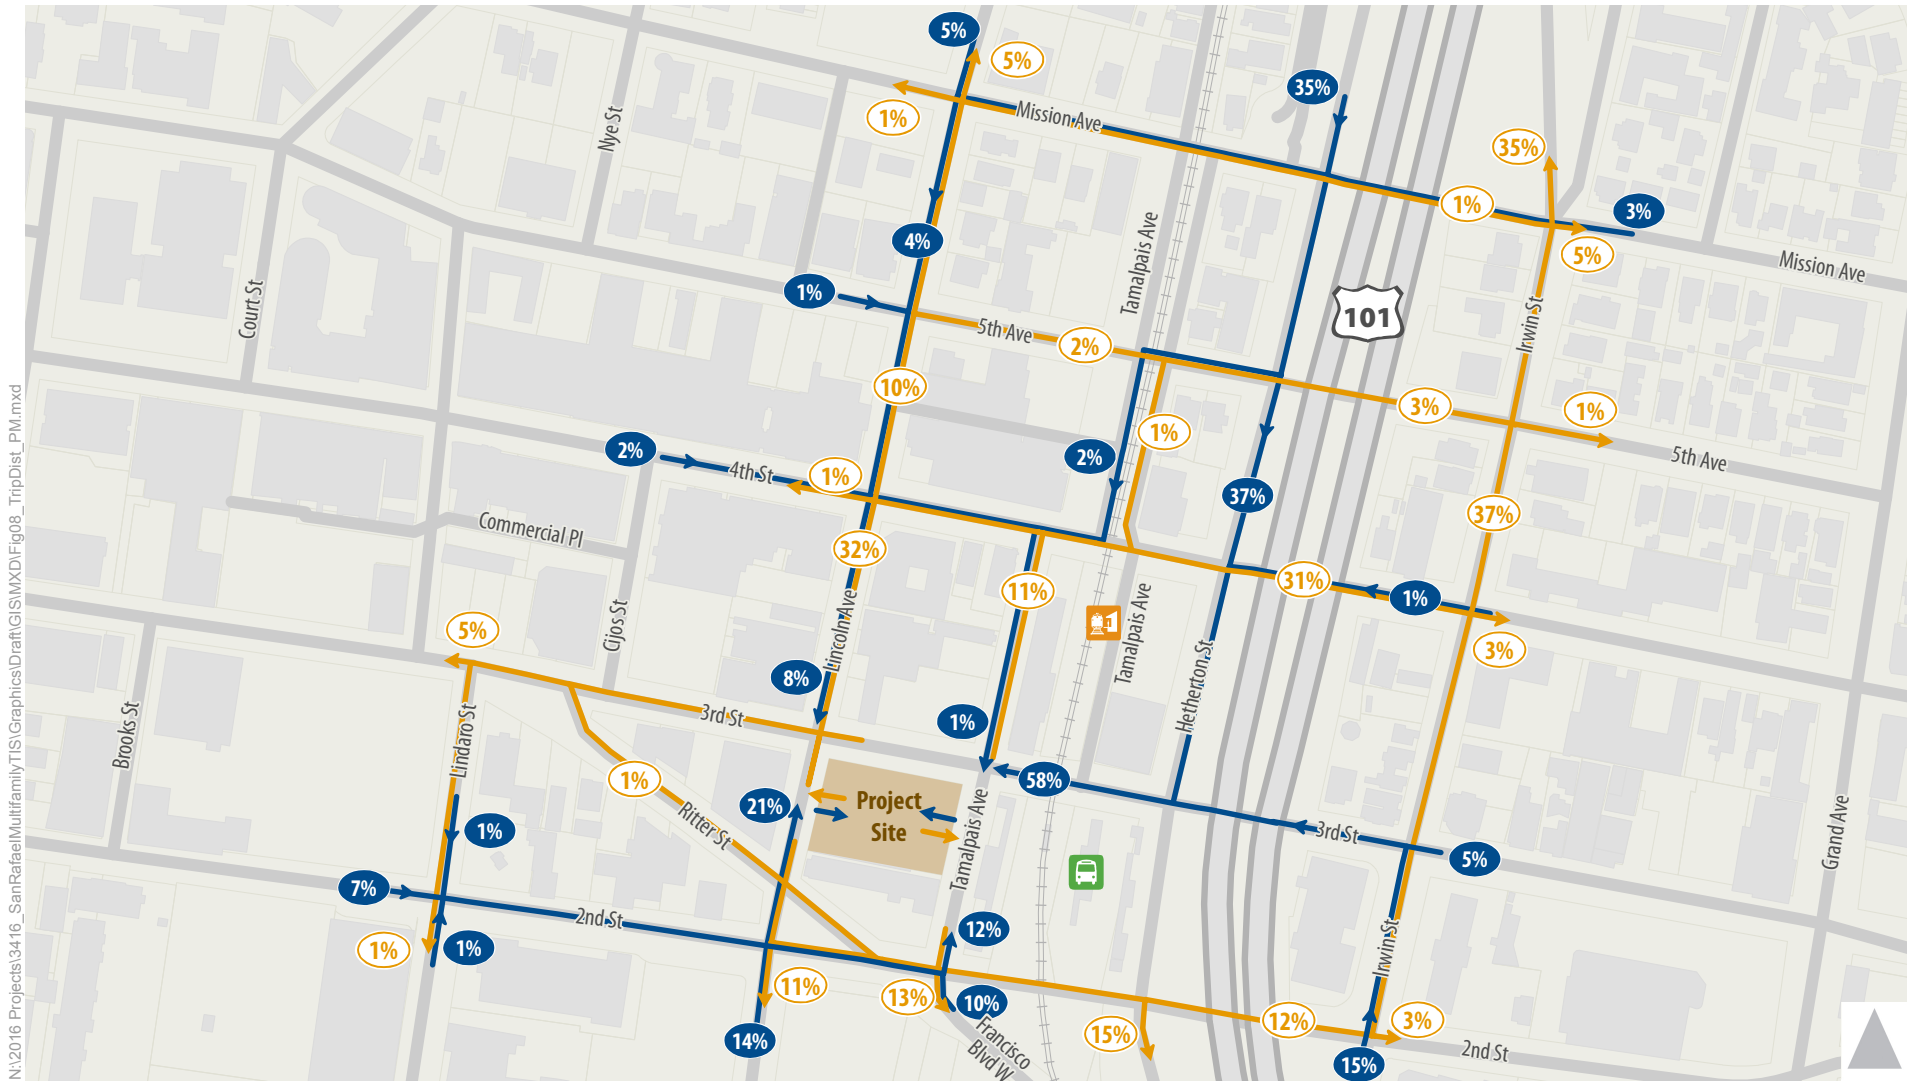 5%
5%
35%
1%
Mission Ave
Nye St
35%
1%
3%
4%
5%
Tamalpais Ave
Mission Ave
1%
Court St
5th Ave
2%
101
Irwin St
10%
3%
1%
1%
2%
2%
5th Ave
4th St
1%
37%
37%
Commercial Pl
32%
31%
11%
1%
Cijos St
Lincoln Ave
Tamalpais Ave
5%
3%
Hetherton St
8%
3rd St
1%
Brooks St
Lindaro St
1%
58%
Project
Site
21%
Ritter St
1%
3rd St
5%
Tamalpais Ave
Grand Ave
7%
2nd St
12%
1%
1%
Irwin St
11%
13%
10%
14%
Francisco
Blvd W
15%
12%
3%
15%
2nd St
N:\2016 Projects\3416_SanRafaelMultifamilyTIS\Graphics\Draft\GIS\MXD\Fig08_TripDist_PM.mxd